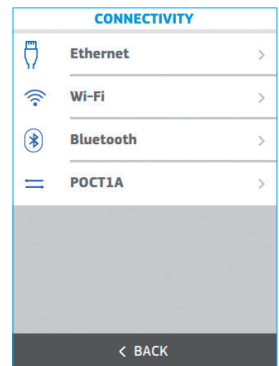 CONNECTIVITY
Ethernet
Wi-Fi
Bluetooth
POCT1A
BACK